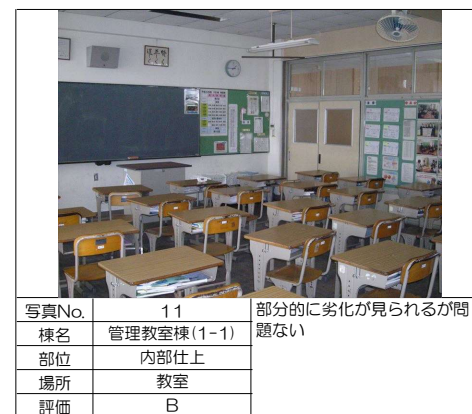 写真No. 11
棟名 管理教室棟(1-1)
部位 内部仕上
場所 教室
評価 B
部分的に劣化が見られるが問
題ない